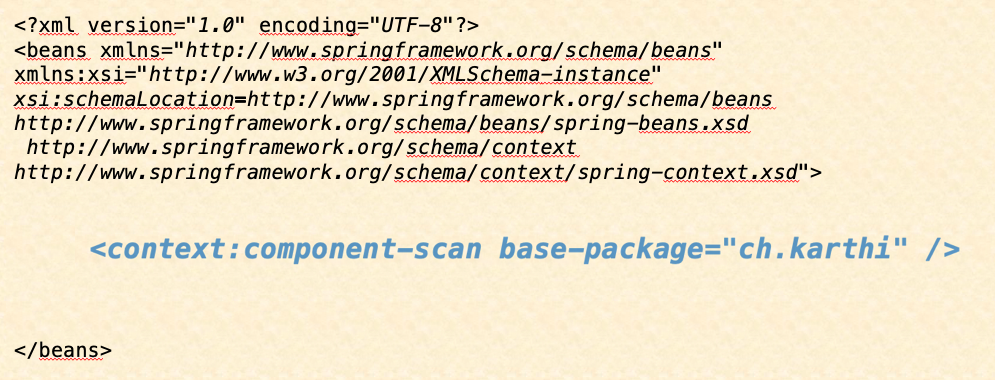 <?xml version="1.0" encoding="UTF-8"?>
<beans xmlns="http://www.springframework.org/schema/beans"
xmlns:xsi="http://www.w3.org/2001/XMLSchema-instance"
xsi:schemaLocation=http://www.springframework.org/schema/beans
http://www.springframework.org/schema/beans/spring-beans.xsd
http://www.springframework.org/schema/context
http://www.springframework.org/schema/context/spring-context.xsd">
<context:component-scan base-package="ch.karthi" />
</beans>